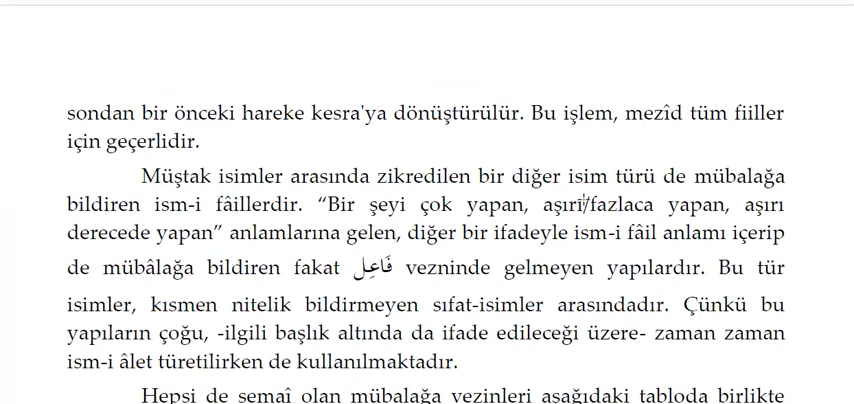 sondan bir önceki hareke kesra'ya dönüştürülür. Bu işlem, mezîd tüm fiiller
için geçerlidir.
Müştak isimler arasında zikredilen bir diğer isim türü de mübalağa
bildiren ism-i fâillerdir. “Bir şeyi çok yapan, aşırı/fazlaca yapan, aşırı
derecede yapan” anlamlarına gelen, diğer bir ifadeyle ism-i fâil anlamı içerip
de mübâlağa bildiren fakat فَاعِل vezninde gelmeyen yapılardır. Bu tür
isimler, kısmen nitelik bildirmeyen sıfat-isimler arasındadır. Çünkü bu
yapıların çoğu, -ilgili başlık altında da ifade edileceği üzere- zaman zaman
ism-i âlet türetilirken de kullanılmaktadır.
Hepsi de semaî olan mübalağa vezinleri aşağıdaki tabloda birlikte